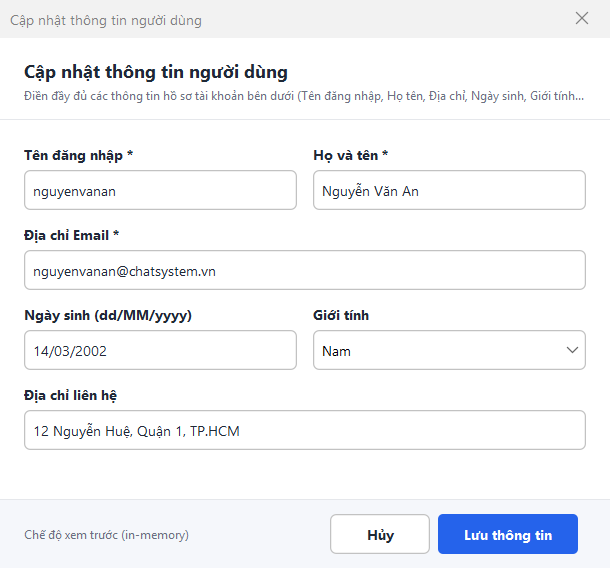 Cập nhật thông tin người dùng
Cập nhật thông tin người dùng
Điền đầy đủ các thông tin hồ sơ tài khoản bên dưới (Tên đăng nhập, Họ tên, Địa chỉ, Ngày sinh, Giới tính...
Tên đăng nhập * Họ và tên *
nguyenvanan Nguyễn Văn An
Địa chỉ Email *
nguyenvanan@chatsystem.vn
Ngày sinh (dd/MM/yyyy) Giới tính
14/03/2002 Nam
Địa chỉ liên hệ
12 Nguyễn Huệ, Quận 1, TP.HCM
Chế độ xem trước (in-memory) Hủy Lưu thông tin